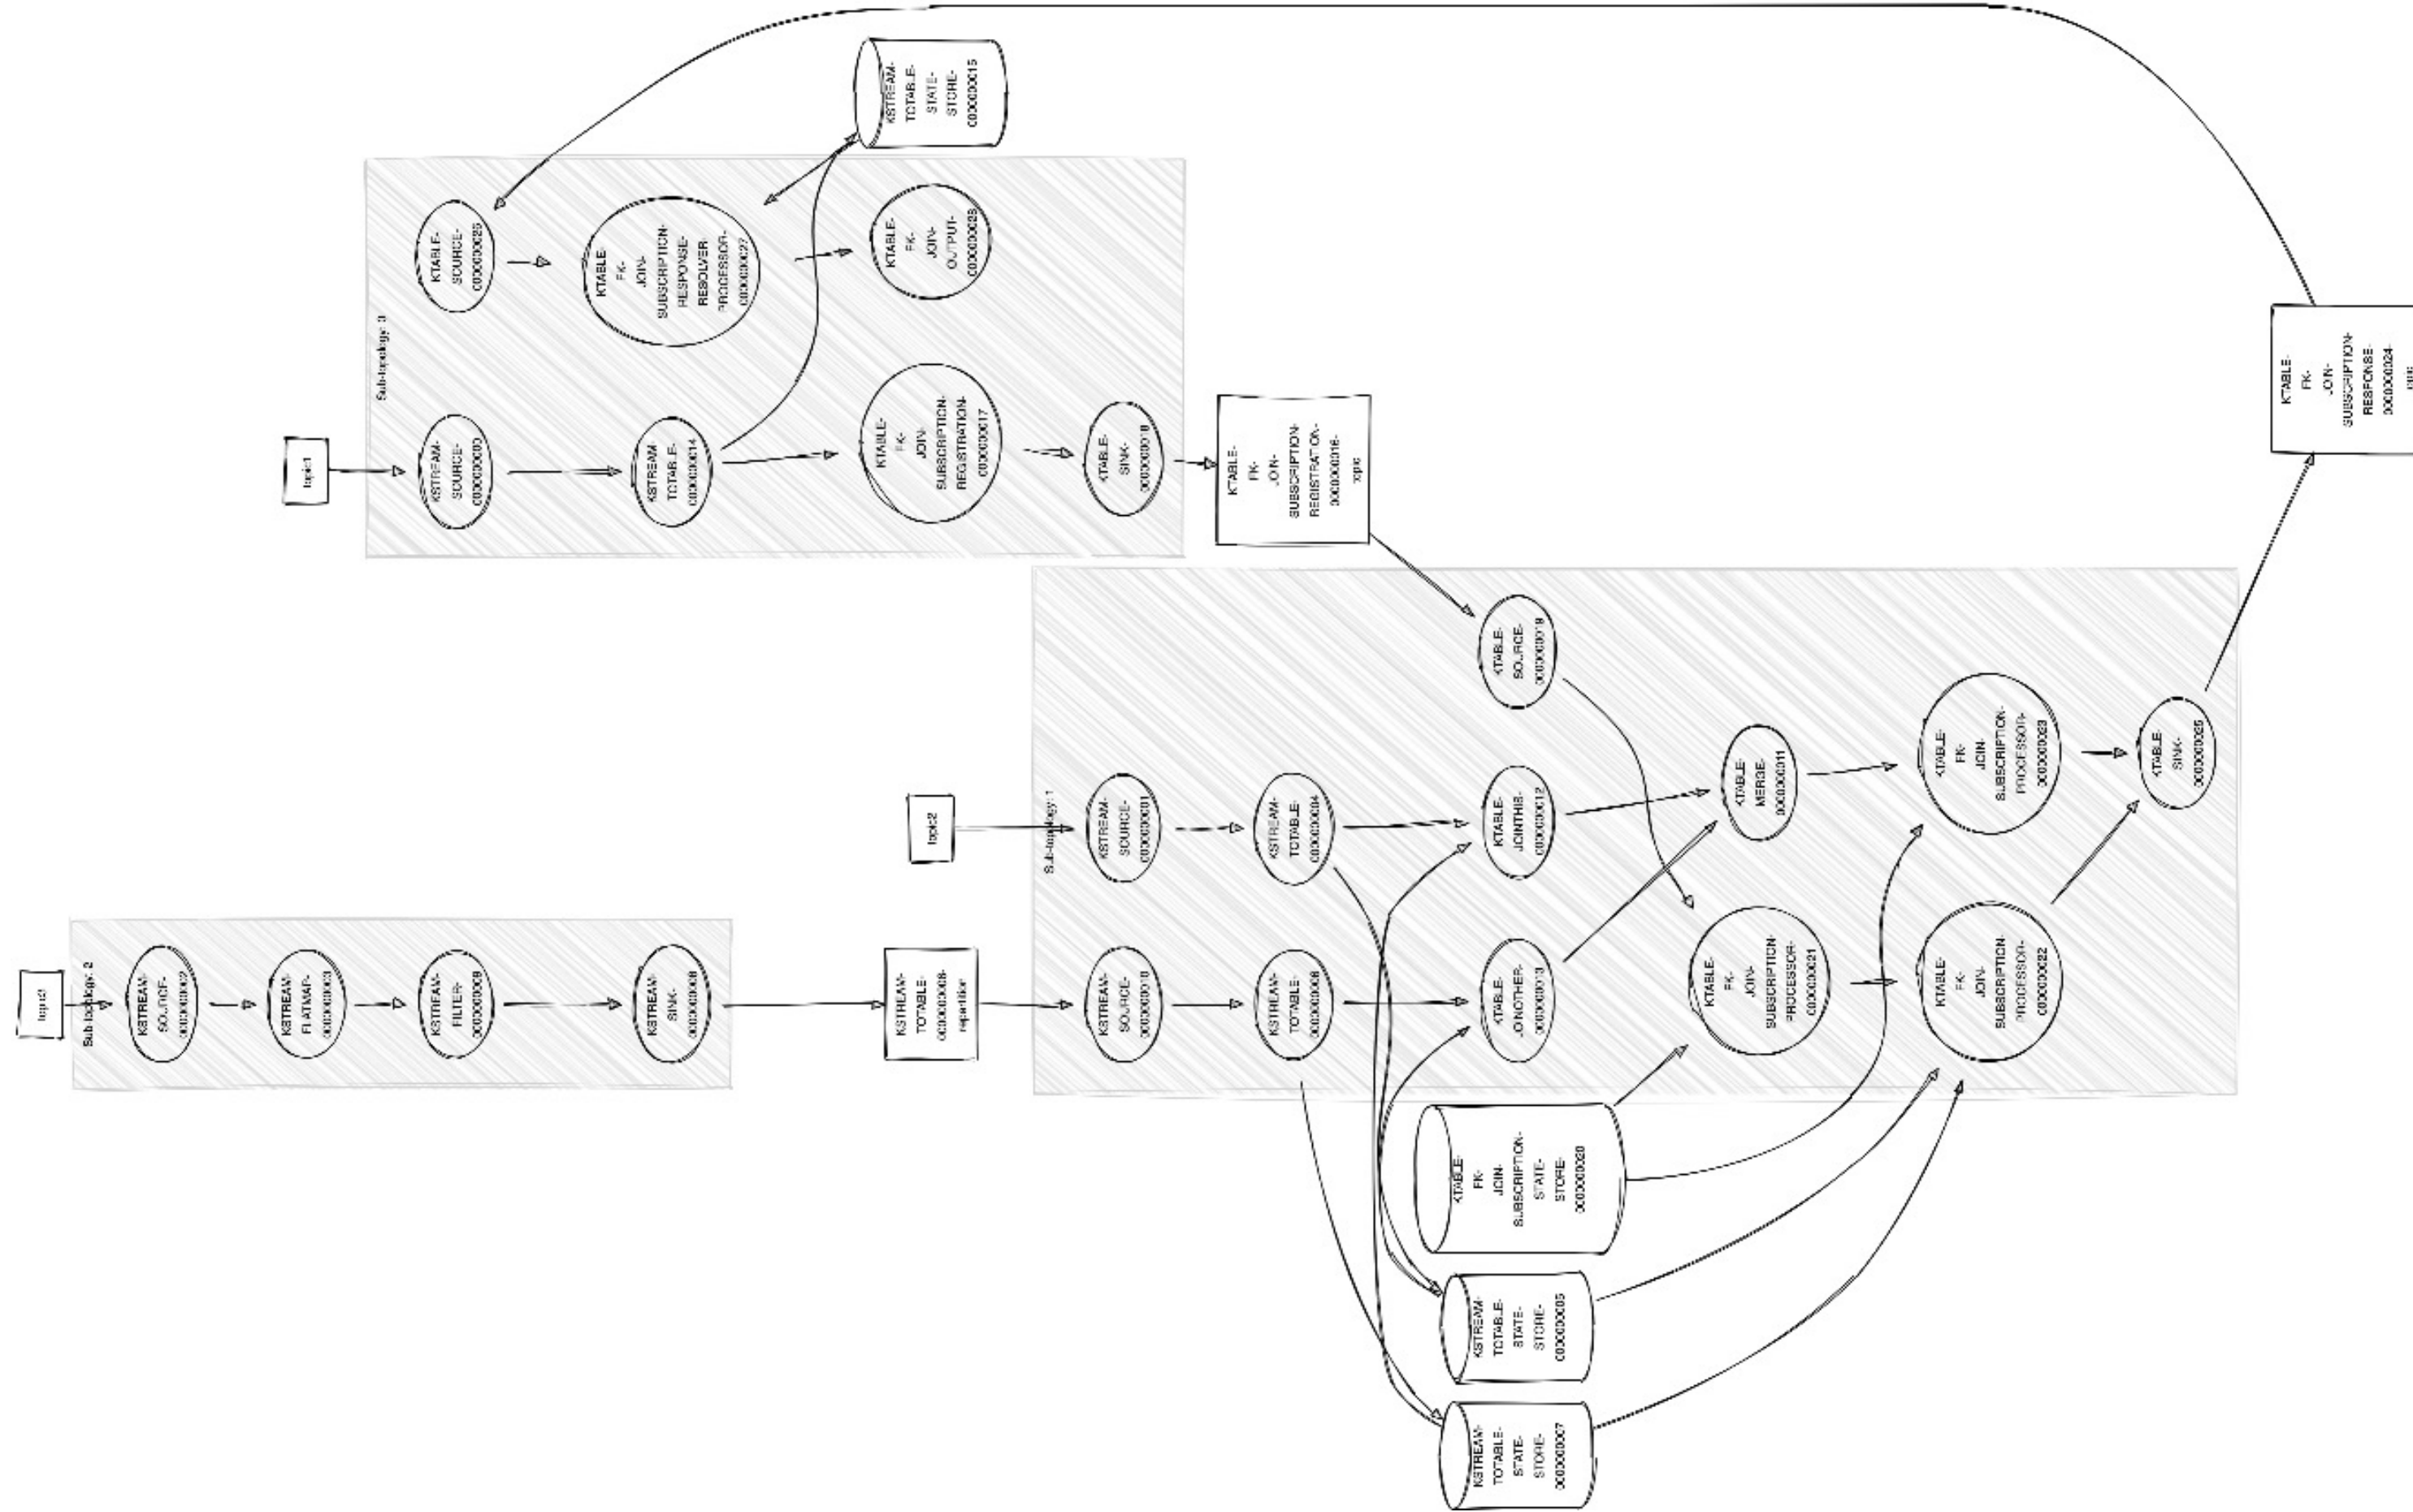 topic3
Sub-topology: 2
KSTREAM-
SOURCE-
0000000002
KSTREAM-
FLATMAP-
0000000003
KSTREAM-
FILTER-
0000000009
KSTREAM-
SINK-
0000000008
KSTREAM-
TOTABLE-
0000000006-
repartition
topic1
Sub-topology: 0
KSTREAM-
SOURCE-
0000000000
KTABLE-
SOURCE-
0000000026
KSTREAM-
TOTABLE-
0000000014
KTABLE-
FK-
JOIN-
SUBSCRIPTION-
RESPONSE-
RESOLVER-
PROCESSOR-
0000000027
KSTREAM-
TOTABLE-
STATE-
STORE-
0000000015
KTABLE-
FK-
JOIN-
SUBSCRIPTION-
REGISTRATION-
0000000017
KTABLE-
FK-
JOIN-
OUTPUT-
0000000028
KTABLE-
SINK-
0000000018
KTABLE-
FK-
JOIN-
SUBSCRIPTION-
REGISTRATION-
0000000016-
topic
topic2
Sub-topology: 1
KSTREAM-
SOURCE-
0000000010
KSTREAM-
SOURCE-
0000000001
KSTREAM-
TOTABLE-
0000000006
KSTREAM-
TOTABLE-
0000000004
KSTREAM-
TOTABLE-
STATE-
STORE-
0000000007
KSTREAM-
TOTABLE-
STATE-
STORE-
0000000005
KTABLE-
FK-
JOIN-
SUBSCRIPTION-
STATE-
STORE-
0000000020
KTABLE-
JOINOTHER-
0000000013
KTABLE-
JOINTHIS-
0000000012
KTABLE-
SOURCE-
0000000019
KTABLE-
FK-
JOIN-
SUBSCRIPTION-
PROCESSOR-
0000000021
KTABLE-
MERGE-
0000000011
KTABLE-
FK-
JOIN-
SUBSCRIPTION-
PROCESSOR-
0000000022
KTABLE-
FK-
JOIN-
SUBSCRIPTION-
PROCESSOR-
0000000023
KTABLE-
SINK-
0000000025
KTABLE-
FK-
JOIN-
SUBSCRIPTION-
RESPONSE-
0000000024-